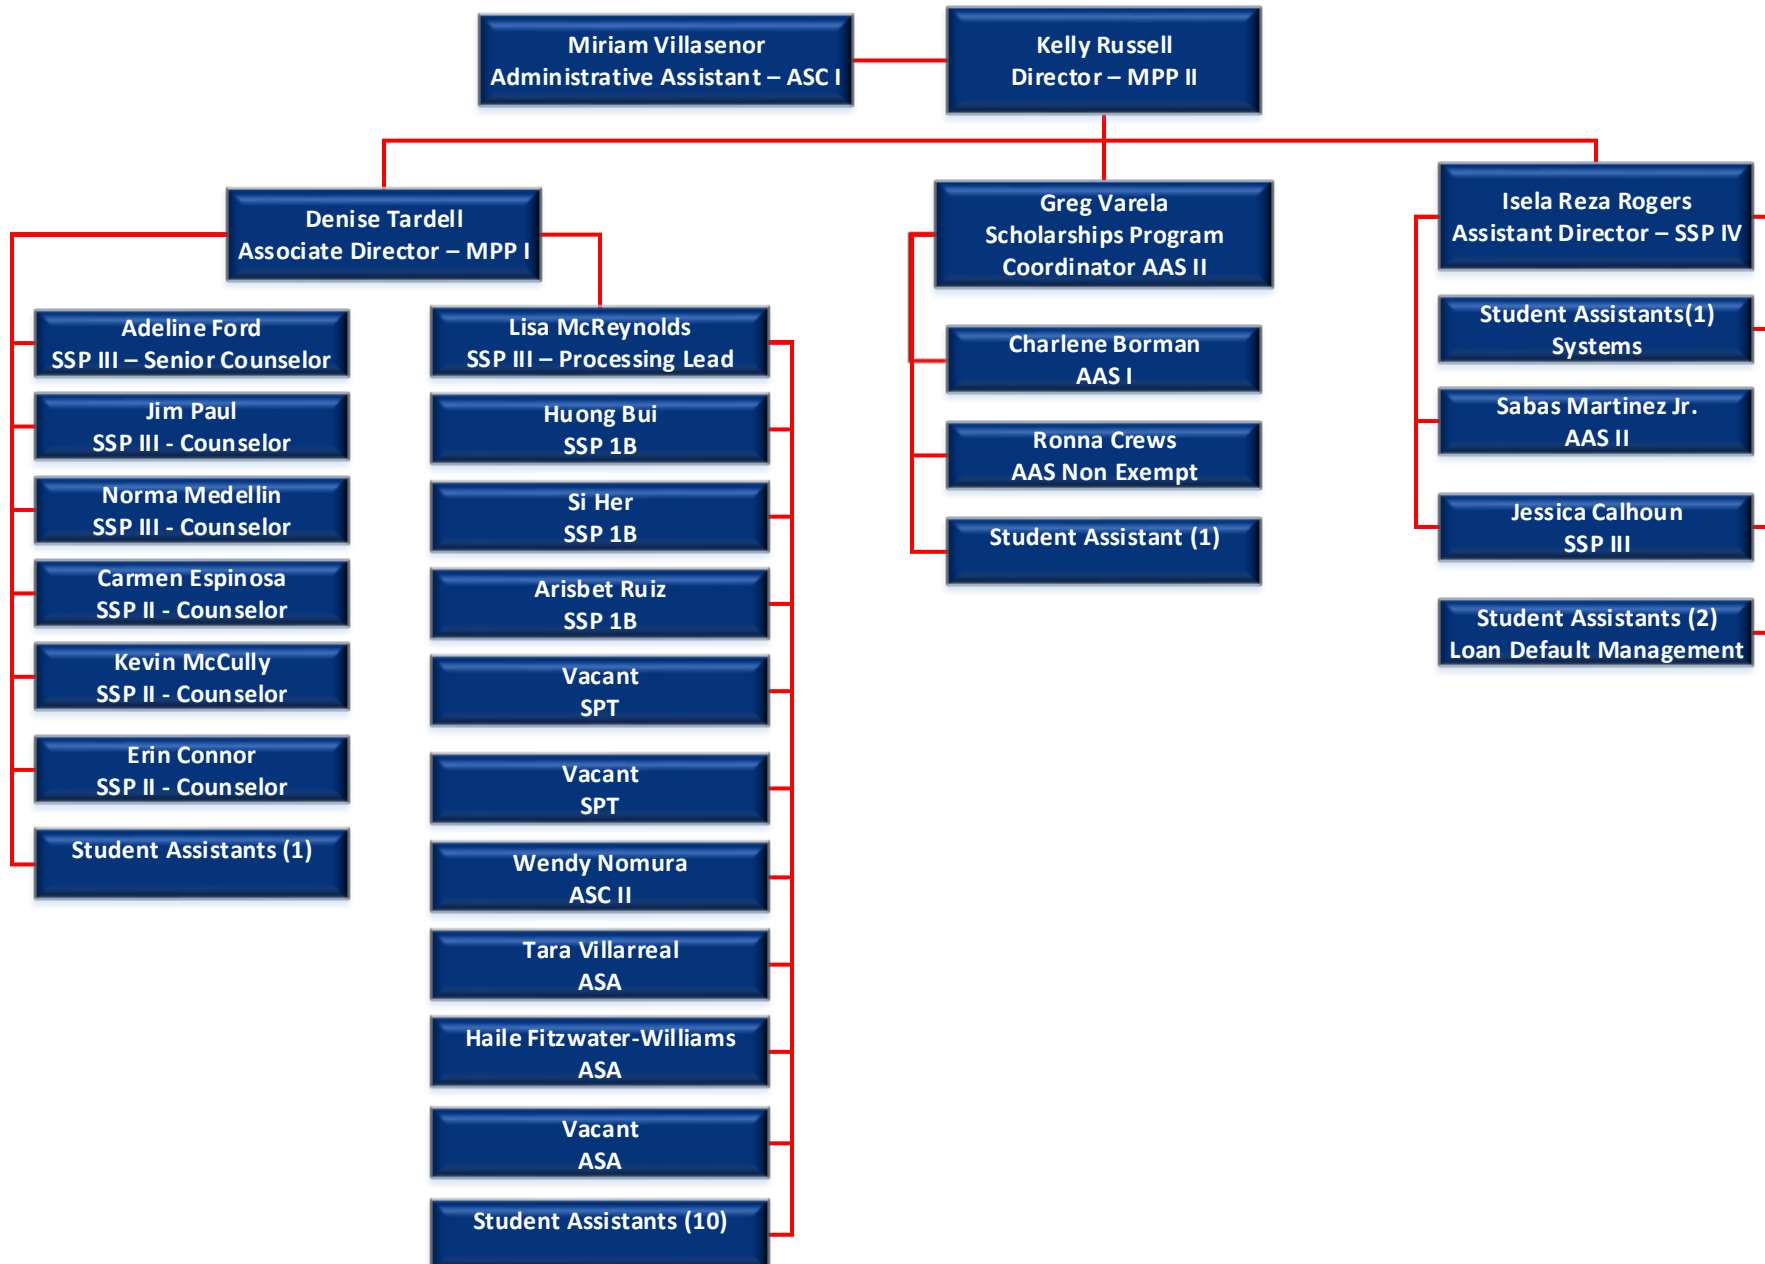 Miriam Villasenor
Administrative Assistant – ASC I
Kelly Russell
Director – MPP II
Denise Tardell
Associate Director – MPP I
Greg Varela
Scholarships Program
Coordinator AAS II
Isela Reza Rogers
Assistant Director – SSP IV
Adeline Ford
SSP III – Senior Counselor
Jim Paul
SSP III - Counselor
Norma Medellin
SSP III - Counselor
Carmen Espinosa
SSP II - Counselor
Kevin McCully
SSP II - Counselor
Erin Connor
SSP II - Counselor
Student Assistants (1)
Lisa McReynolds
SSP III – Processing Lead
Huong Bui
SSP 1B
Si Her
SSP 1B
Arisbet Ruiz
SSP 1B
Vacant
SPT
Vacant
SPT
Wendy Nomura
ASC II
Tara Villarreal
ASA
Haile Fitzwater-Williams
ASA
Vacant
ASA
Student Assistants (10)
Charlene Borman
AAS I
Ronna Crews
AAS Non Exempt
Student Assistant (1)
Student Assistants(1)
Systems
Sabas Martinez Jr.
AAS II
Jessica Calhoun
SSP III
Student Assistants (2)
Loan Default Management